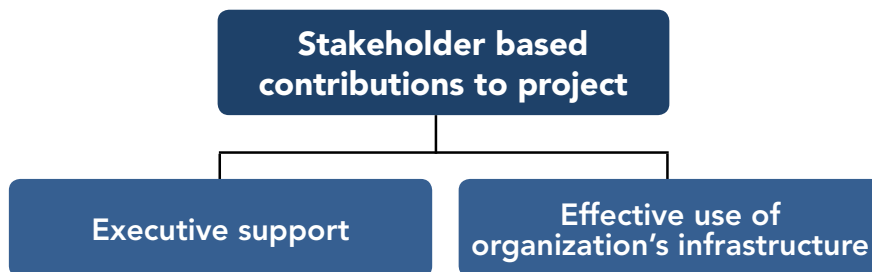 Stakeholder based
contributions to project
Executive support
Effective use of
organization’s infrastructure